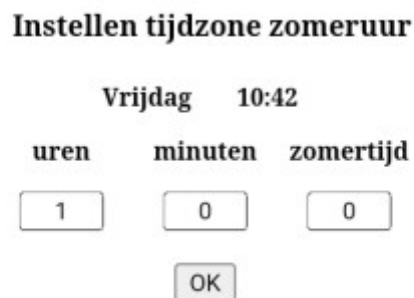 Instellen tijdzone zomeruur
Vrijdag 10:42
uren minuten zomertijd
1 0 0
OK